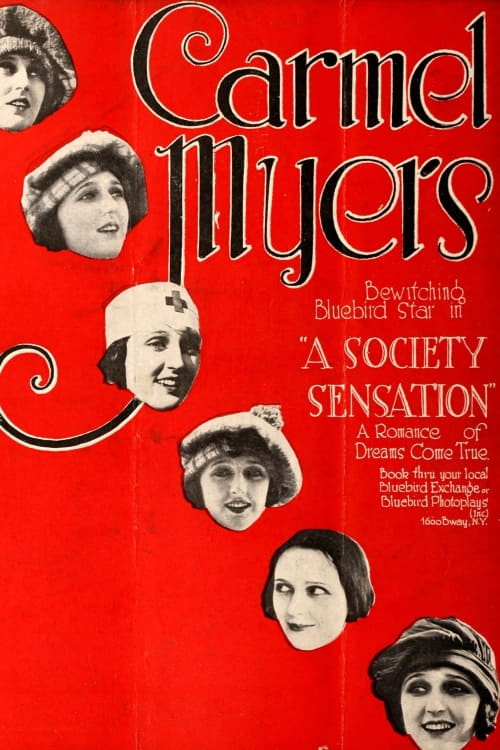 Carmel
Myers
Bewitching
Bluebird Star in
"A SOCIETY
SENSATION"
A Romance of
Dreams Come True.
Book thru your local
Bluebird Exchange or
Bluebird Photoplays
(Inc)
1600 Bway, N.Y.